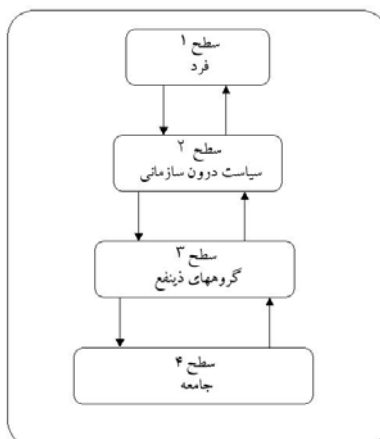 سطح ۱
فرد
سطح ۲
سیاست درون سازمانی
سطح ۳
گروههای ذینفع
سطح ۴
جامعه